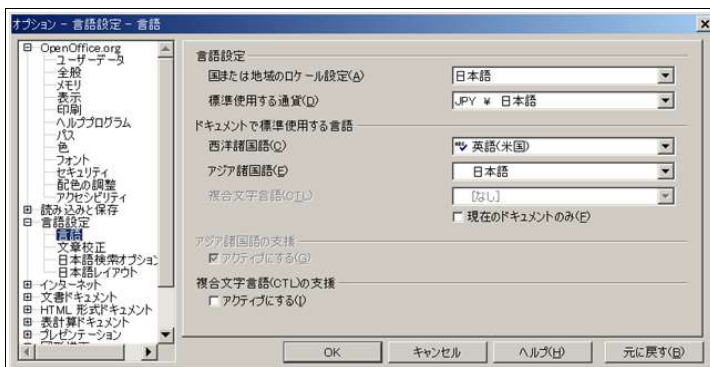 オプション - 言語設定 - 言語
OpenOffice.org
ユーザーデータ
全般
メモリ
表示
印刷
ヘルププログラム
パス
色
フォント
セキュリティ
配色の調整
アクセシビリティ
読み込みと保存
言語設定
言語
文章校正
日本語検索オプション
日本語レイアウト
インターネット
文書ドキュメント
HTML 形式ドキュメント
表計算ドキュメント
プレゼンテーション
言語設定
国または地域のロケール設定(A) 日本語
標準使用する通貨(D) JPY ¥ 日本語
ドキュメントで標準使用する言語
西洋諸国語(C) 英語(米国)
アジア諸国語(E) 日本語
複合文字言語(CTL) [なし]
現在のドキュメントのみ(F)
アジア諸国語の支援
アクティブにする(G)
複合文字言語(CTL)の支援
アクティブにする(I)
OK キャンセル ヘルプ(H) 元に戻す(B)